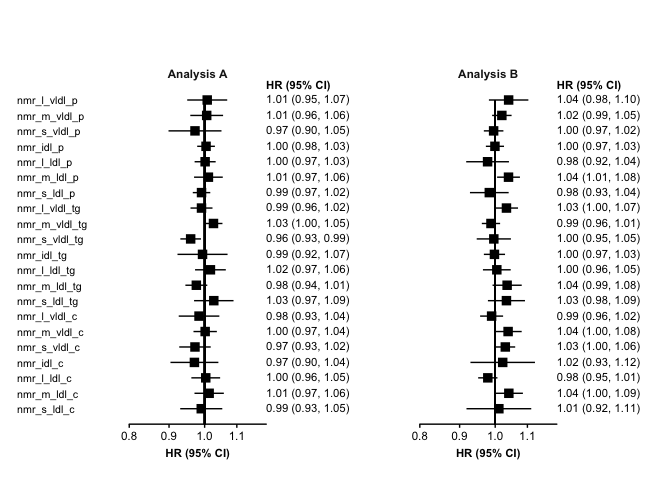 Analysis A Analysis B
HR (95% CI) HR (95% CI)
nmr_l_vldl_p 1.01 (0.95, 1.07) 1.04 (0.98, 1.10)
nmr_m_vldl_p 1.01 (0.96, 1.06) 1.02 (0.99, 1.05)
nmr_s_vldl_p 0.97 (0.90, 1.05) 1.00 (0.97, 1.02)
nmr_idl_p 1.00 (0.98, 1.03) 1.00 (0.97, 1.03)
nmr_l_ldl_p 1.00 (0.97, 1.03) 0.98 (0.92, 1.04)
nmr_m_ldl_p 1.01 (0.97, 1.06) 1.04 (1.01, 1.08)
nmr_s_ldl_p 0.99 (0.97, 1.02) 0.98 (0.93, 1.04)
nmr_l_vldl_tg 0.99 (0.96, 1.02) 1.03 (1.00, 1.07)
nmr_m_vldl_tg 1.03 (1.00, 1.05) 0.99 (0.96, 1.01)
nmr_s_vldl_tg 0.96 (0.93, 0.99) 1.00 (0.95, 1.05)
nmr_idl_tg 0.99 (0.92, 1.07) 1.00 (0.97, 1.03)
nmr_l_ldl_tg 1.02 (0.97, 1.06) 1.00 (0.96, 1.05)
nmr_m_ldl_tg 0.98 (0.94, 1.01) 1.04 (0.99, 1.08)
nmr_s_ldl_tg 1.03 (0.97, 1.09) 1.03 (0.98, 1.09)
nmr_l_vldl_c 0.98 (0.93, 1.04) 0.99 (0.96, 1.02)
nmr_m_vldl_c 1.00 (0.97, 1.04) 1.04 (1.00, 1.08)
nmr_s_vldl_c 0.97 (0.93, 1.02) 1.03 (1.00, 1.06)
nmr_idl_c 0.97 (0.90, 1.04) 1.02 (0.93, 1.12)
nmr_l_ldl_c 1.00 (0.96, 1.05) 0.98 (0.95, 1.01)
nmr_m_ldl_c 1.01 (0.97, 1.06) 1.04 (1.00, 1.09)
nmr_s_ldl_c 0.99 (0.93, 1.05) 1.01 (0.92, 1.11)
0.8 0.9 1.0 1.1 0.8 0.9 1.0 1.1
HR (95% CI) HR (95% CI)